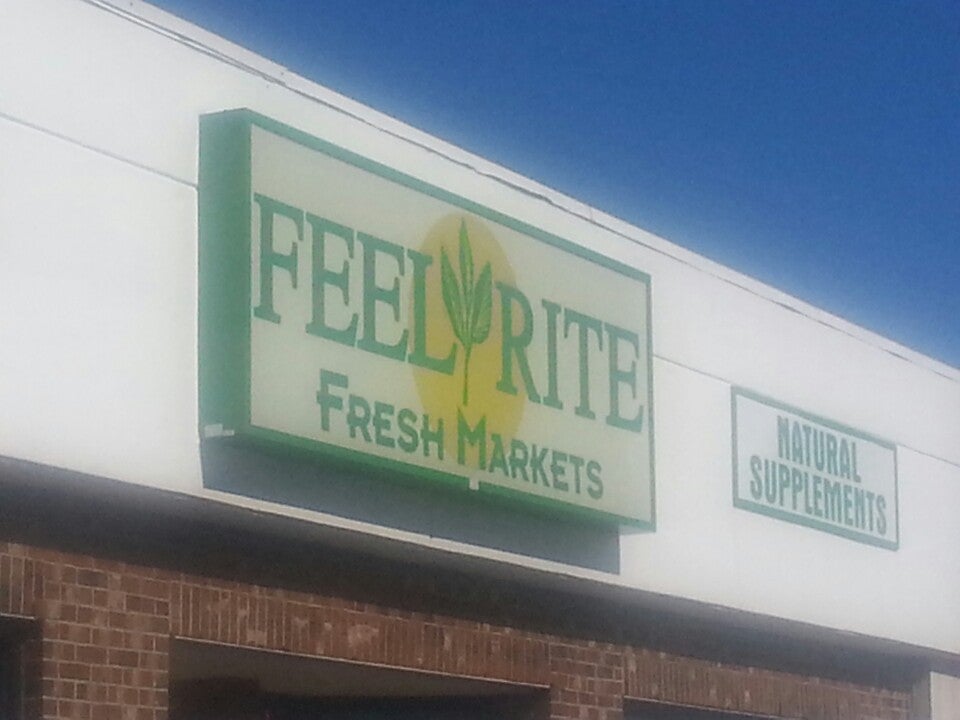 FEEL RITE
FRESH MARKETS
NATURAL
SUPPLEMENTS